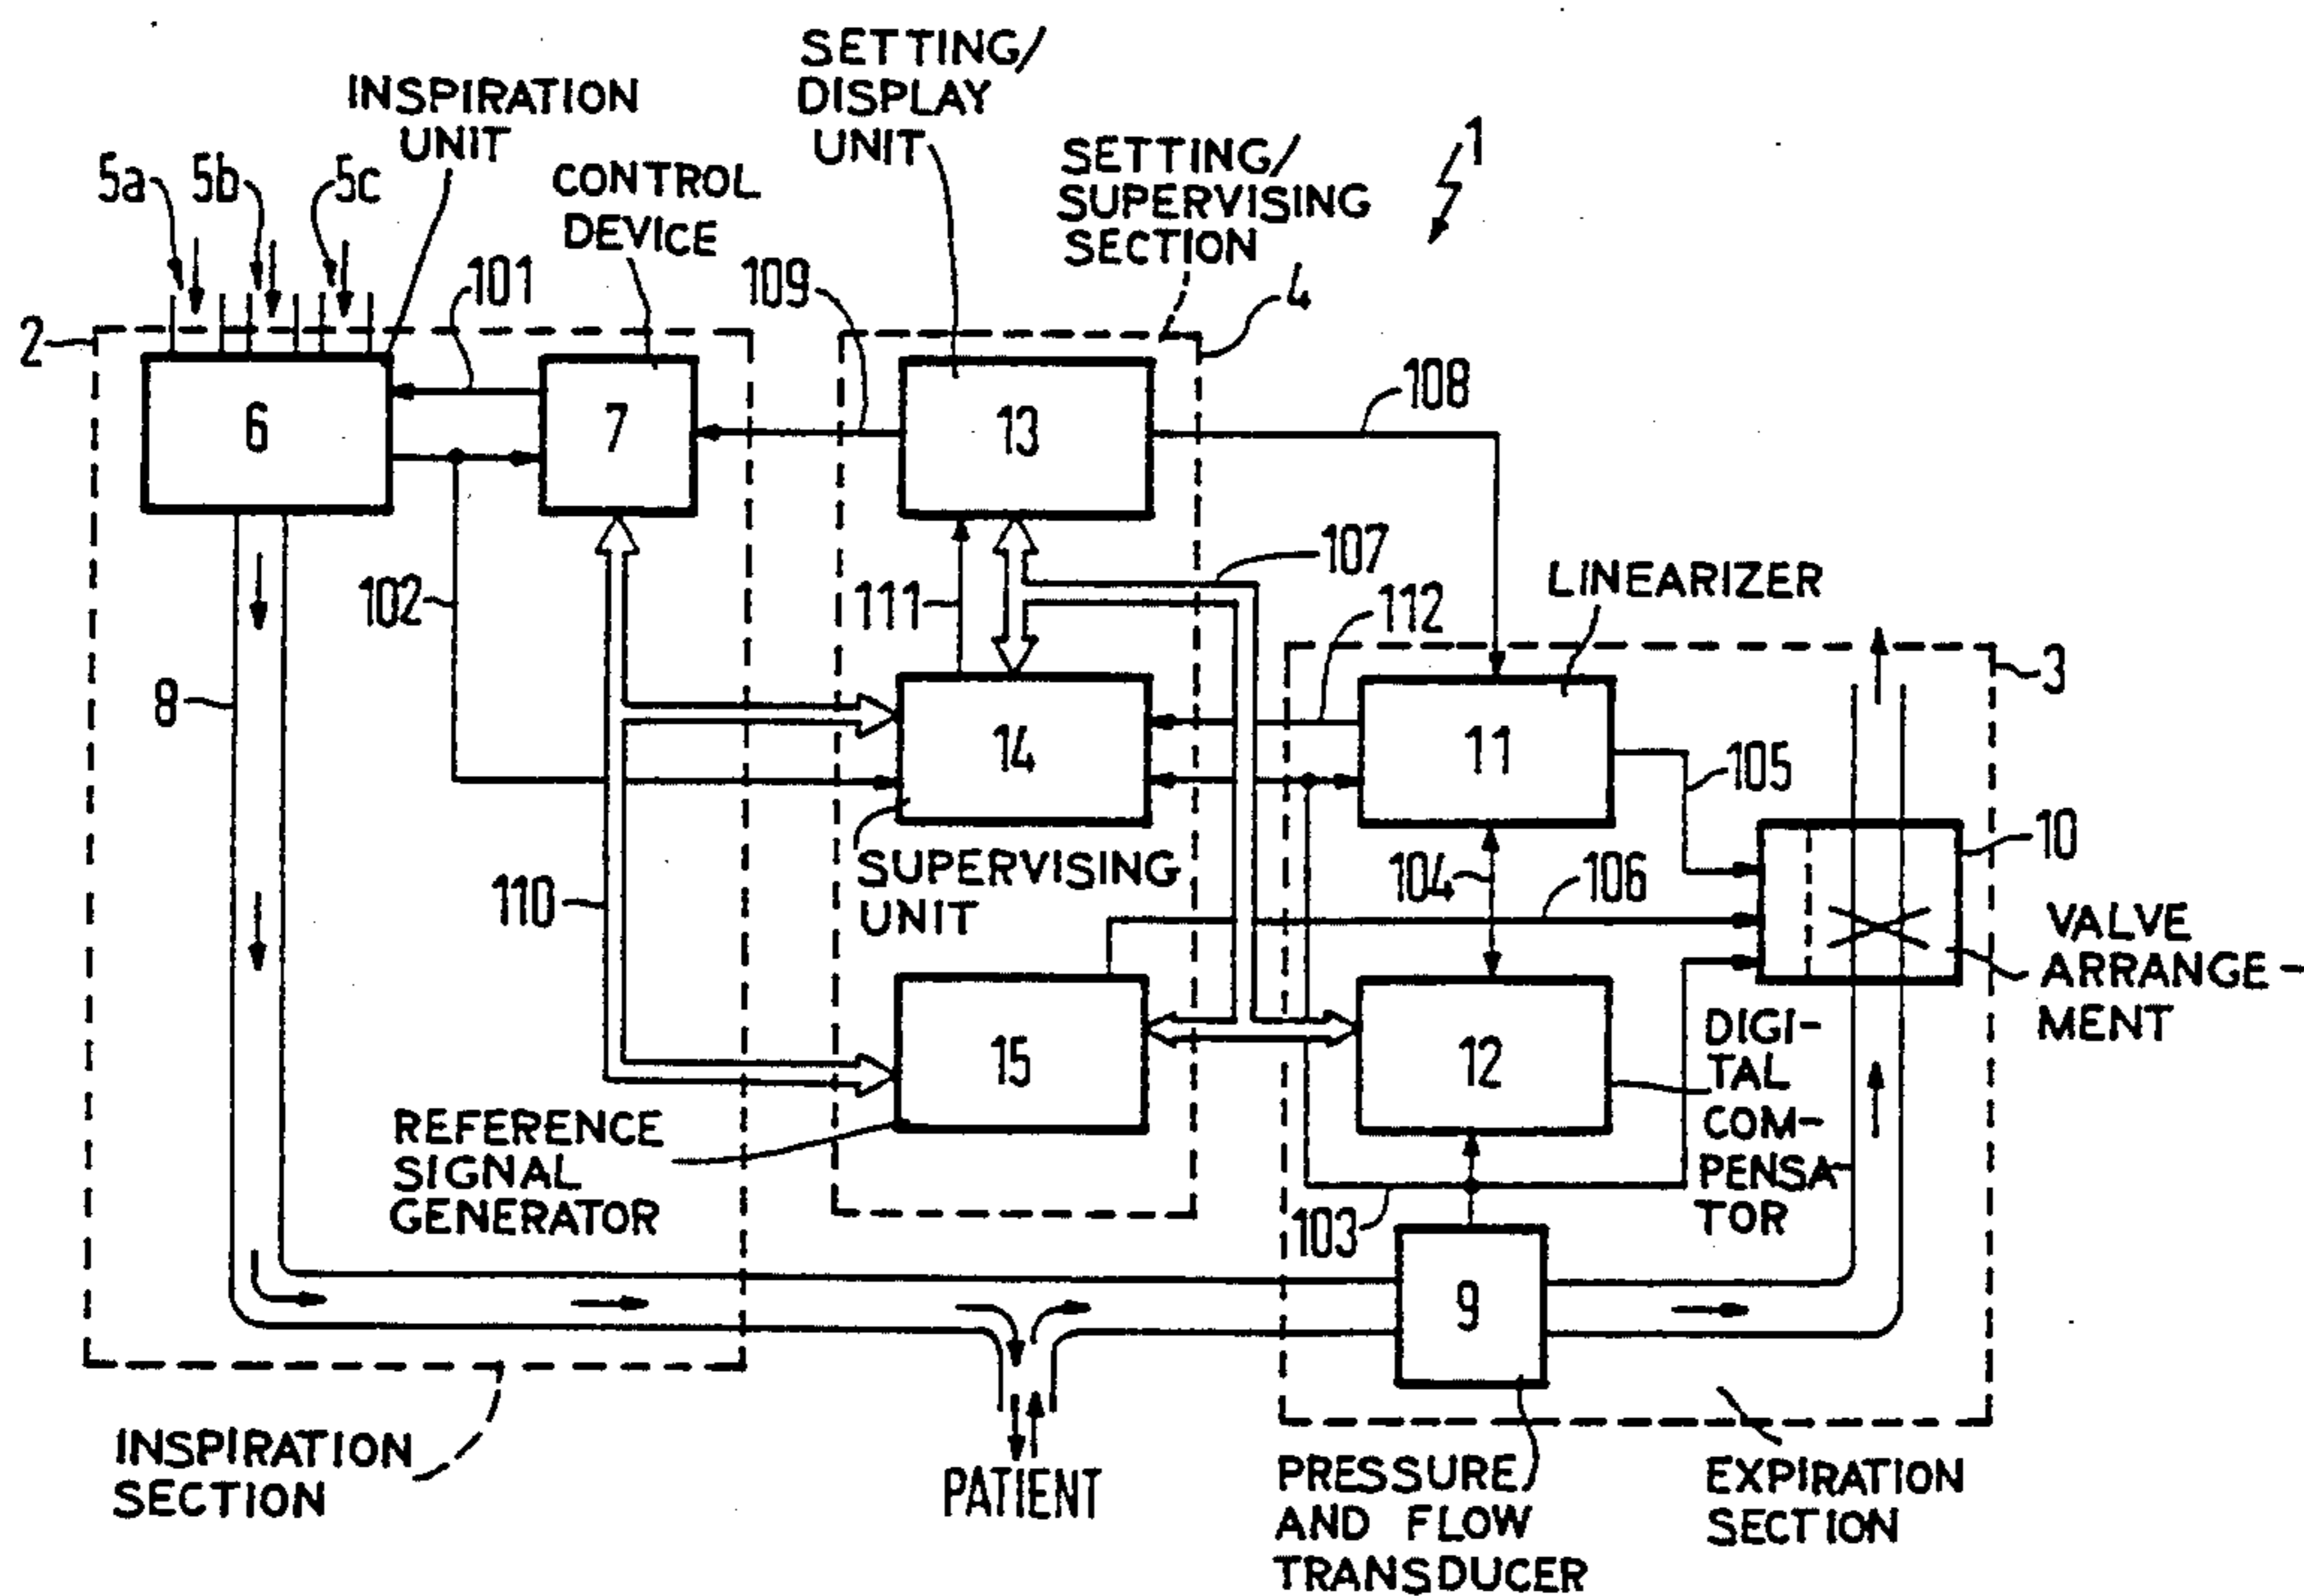 SETTING/
DISPLAY
UNIT
INSPIRATION
UNIT
SETTING/
SUPERVISING
SECTION
1
5a
5b
5c
CONTROL
DEVICE
101
109
4
2
6
7
13
108
107
102
111
112
LINEARIZER
8
3
14
11
105
SUPERVISING
UNIT
110
104
106
10
VALVE
ARRANGE-
MENT
15
12
DIGI-
TAL
COM-
PENSA
TOR
REFERENCE
SIGNAL
GENERATOR
103
9
INSPIRATION
SECTION
PATIENT
PRESSURE
AND FLOW
TRANSDUCER
EXPIRATION
SECTION